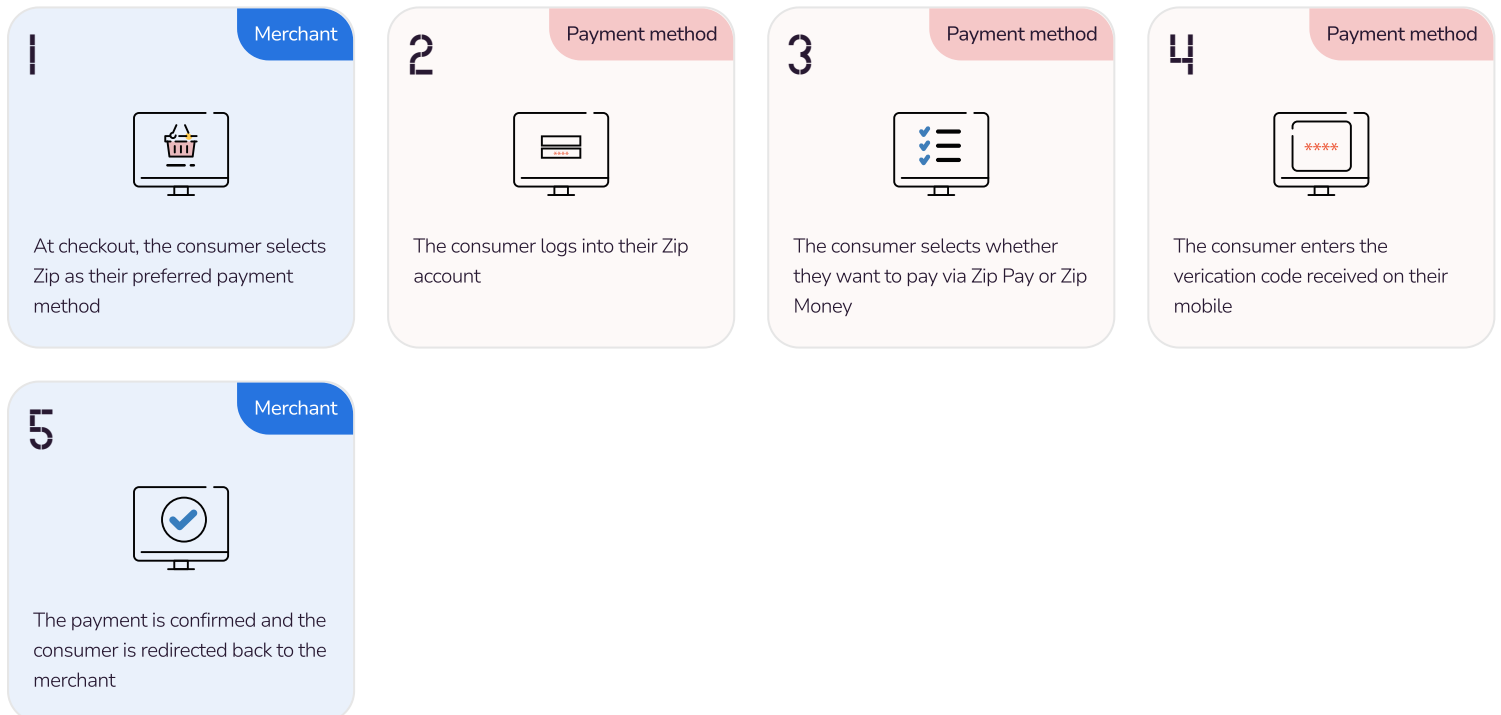 1
Merchant
At checkout, the consumer selects
Zip as their preferred payment
method
2
Payment method
The consumer logs into their Zip
account
3
Payment method
The consumer selects whether
they want to pay via Zip Pay or Zip
Money
4
Payment method
****
The consumer enters the
verication code received on their
mobile
5
Merchant
The payment is confirmed and the
consumer is redirected back to the
merchant